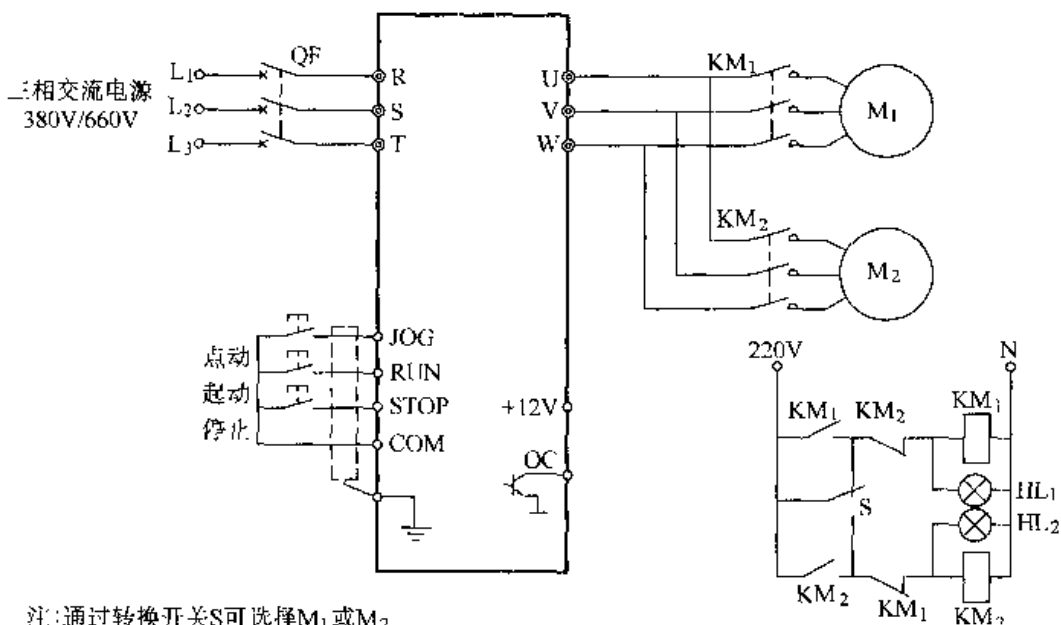 三相交流电源
380V/660V
L1
L2
L3
QF
R
S
T
U
V
W
KM1
M1
KM2
M2
点动
起动
停止
JOG
RUN
STOP
COM
+12V
OC
220V
N
KM1
KM2
KM1
HL1
S
HL2
KM2
KM1
KM2
注:通过转换开关S可选择M1或M2